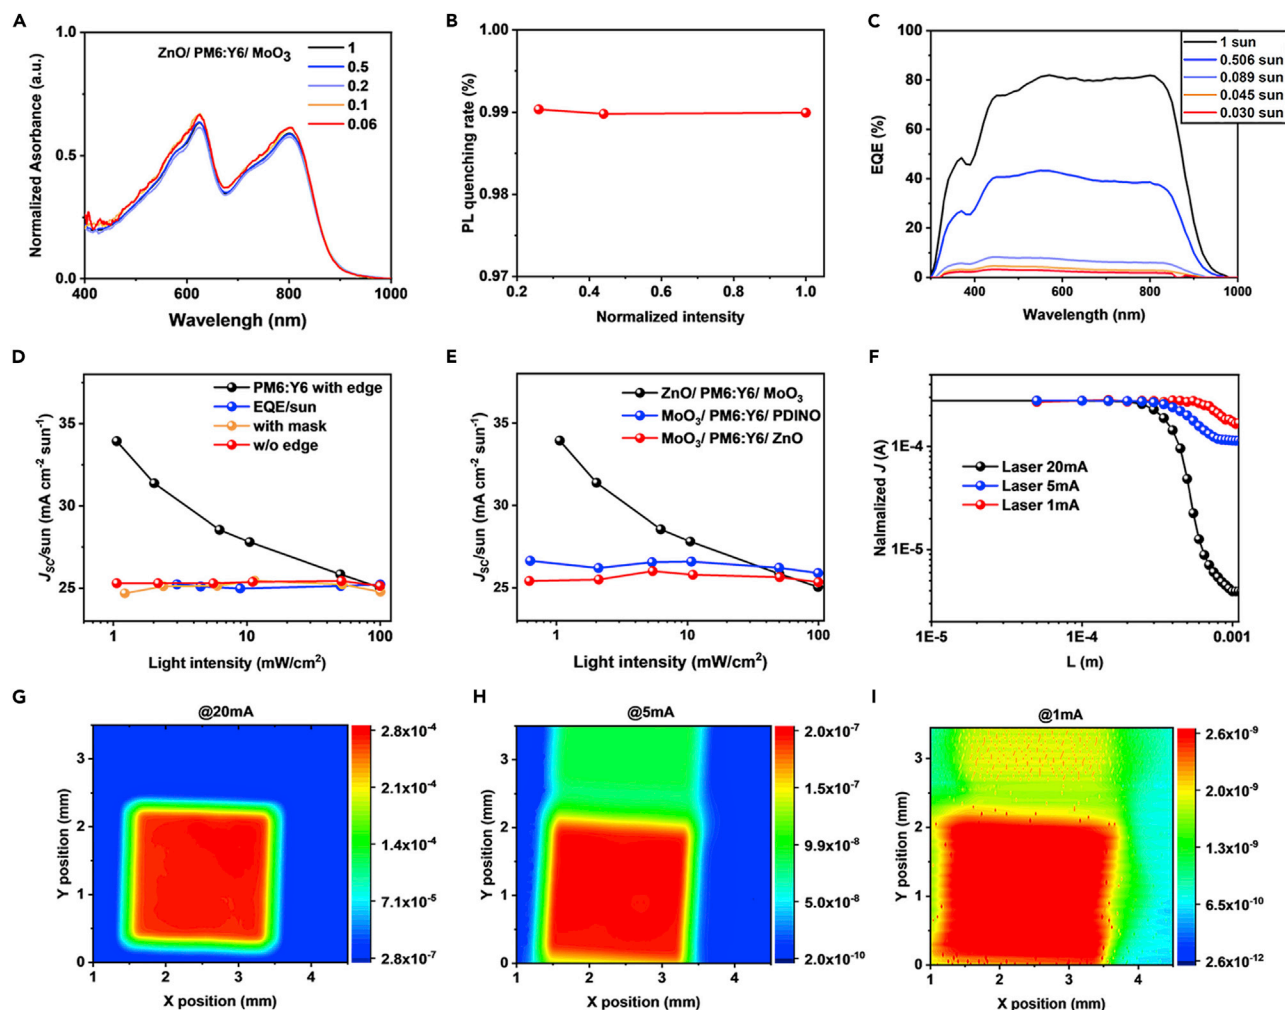 A
ZnO/ PM6:Y6/ MoO3
1
0.5
0.2
0.1
0.06
Normalized Asorbance (a.u.)
1.0
0.5
0.0
400
600
800
1000
Wavelengh (nm)
B
PL quenching rate (%)
1.00
0.99
0.98
0.97
0.2
0.4
0.6
0.8
1.0
Normalized intensity
C
1 sun
0.506 sun
0.089 sun
0.045 sun
0.030 sun
EQE (%)
100
80
60
40
20
0
400
600
800
1000
Wavelength (nm)
D
PM6:Y6 with edge
EQE/sun
with mask
w/o edge
JSC/sun (mA cm-2 sun-1)
35
30
25
1
10
100
Light intensity (mW/cm2)
E
ZnO/ PM6:Y6/ MoO3
MoO3/ PM6:Y6/ PDINO
MoO3/ PM6:Y6/ ZnO
JSC/sun (mA cm-2 sun-1)
35
30
25
1
10
100
Light intensity (mW/cm2)
F
Laser 20mA
Laser 5mA
Laser 1mA
Nalmalized J (A)
1E-4
1E-5
1E-5
1E-4
0.001
L (m)
G
@20mA
Y position (mm)
3
2
1
0
1
2
3
4
X position (mm)
2.8x10-4
2.1x10-4
1.4x10-4
7.1x10-5
2.8x10-7
H
@5mA
Y position (mm)
3
2
1
0
1
2
3
4
X position (mm)
2.0x10-7
1.5x10-7
9.9x10-8
5.0x10-8
2.0x10-10
I
@1mA
Y position (mm)
3
2
1
0
1
2
3
4
X position (mm)
2.6x10-9
2.0x10-9
1.3x10-9
6.5x10-10
2.6x10-12